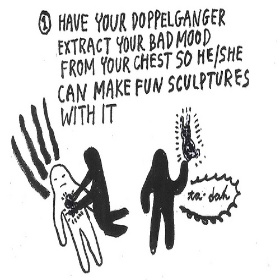 ① HAVE YOUR DOPPELGANGER
EXTRACT YOUR BAD MOOD
FROM YOUR CHEST SO HE/SHE
CAN MAKE FUN SCULPTURES
WITH IT
ta-dah